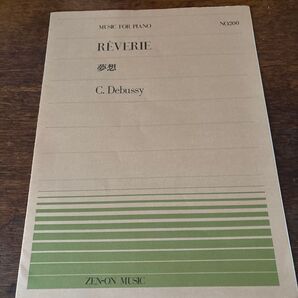 MUSIC FOR PIANO NO.200
RÊVERIE
夢想
C. Debussy
ZEN-ON MUSIC